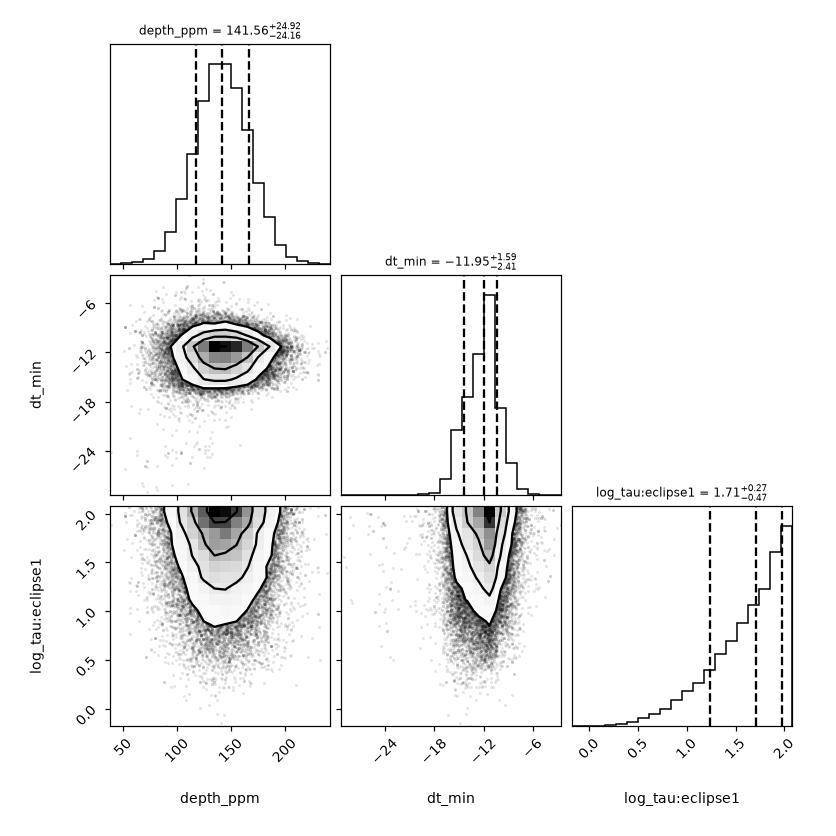 depth_ppm = 141.56+24.92−24.16
dt_min = −11.95+1.59−2.41
log_tau:eclipse1 = 1.71+0.27−0.47
−6
−12
−18
−24
dt_min
2.0
1.5
1.0
0.5
0.0
log_tau:eclipse1
50 100 150 200
−24 −18 −12 −6
0.0 0.5 1.0 1.5 2.0
depth_ppm
dt_min
log_tau:eclipse1